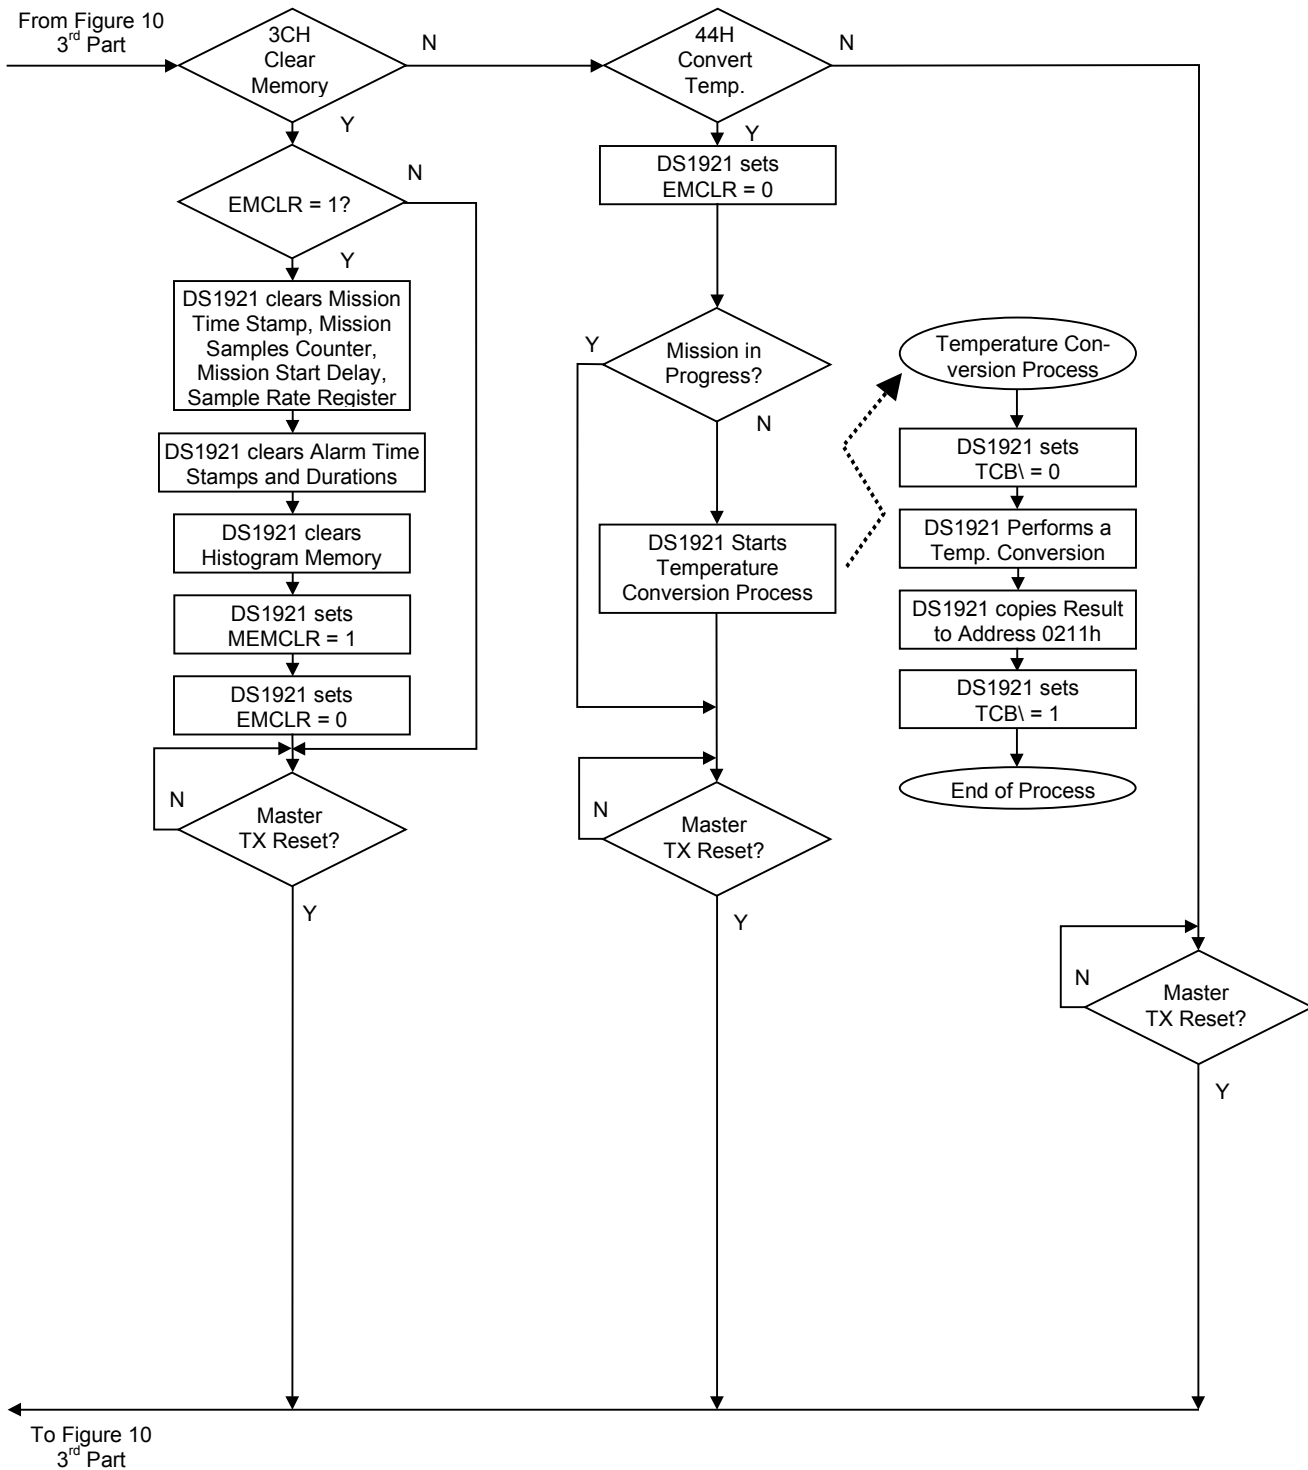 From Figure 10
3rd Part
3CH
Clear
Memory
N
Y
EMCLR = 1?
N
Y
DS1921 clears Mission
Time Stamp, Mission
Samples Counter,
Mission Start Delay,
Sample Rate Register
DS1921 clears Alarm Time
Stamps and Durations
DS1921 clears
Histogram Memory
DS1921 sets
MEMCLR = 1
DS1921 sets
EMCLR = 0
N
Master
TX Reset?
Y
44H
Convert
Temp.
N
Y
DS1921 sets
EMCLR = 0
Y
Mission in
Progress?
N
DS1921 Starts
Temperature
Conversion Process
N
Master
TX Reset?
Y
Temperature Con-
version Process
DS1921 sets
TCB\ = 0
DS1921 Performs a
Temp. Conversion
DS1921 copies Result
to Address 0211h
DS1921 sets
TCB\ = 1
End of Process
N
Master
TX Reset?
Y
To Figure 10
3rd Part